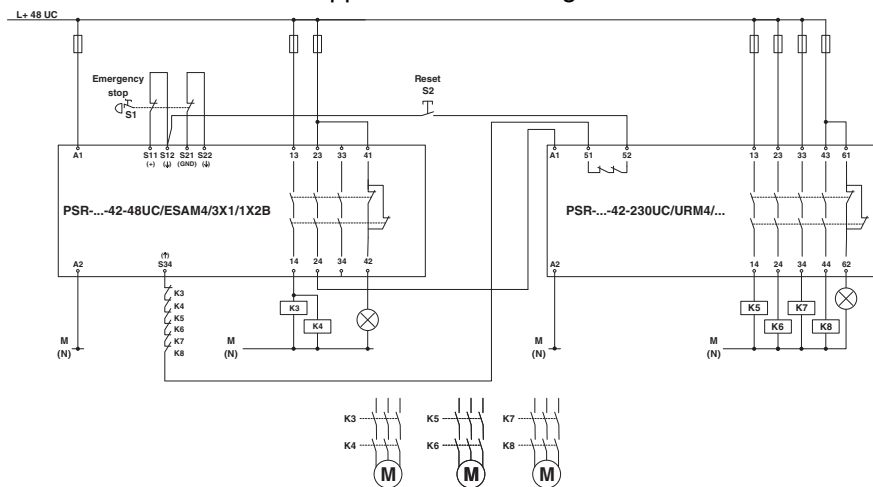 L+ 48 UC
Emergency
stop
S1
Reset
S2
A1 S11 S12 S21 S22 13 23 33 41 A1 51 52 13 23 33 43 61
(+) (↓) (GND) (↓)
PSR-...-42-48UC/ESAM4/3X1/1X2B
PSR-...-42-230UC/URM4/...
(↑)
A2 S34 14 24 34 42 A2 14 24 34 44 62
K3
K4
K5
K6
K7
K8
K3
K4
K5
K6
K7
K8
M
(N)
M
(N)
M
(N)
M
(N)
K3 K5 K7
K4 K6 K8
M M M